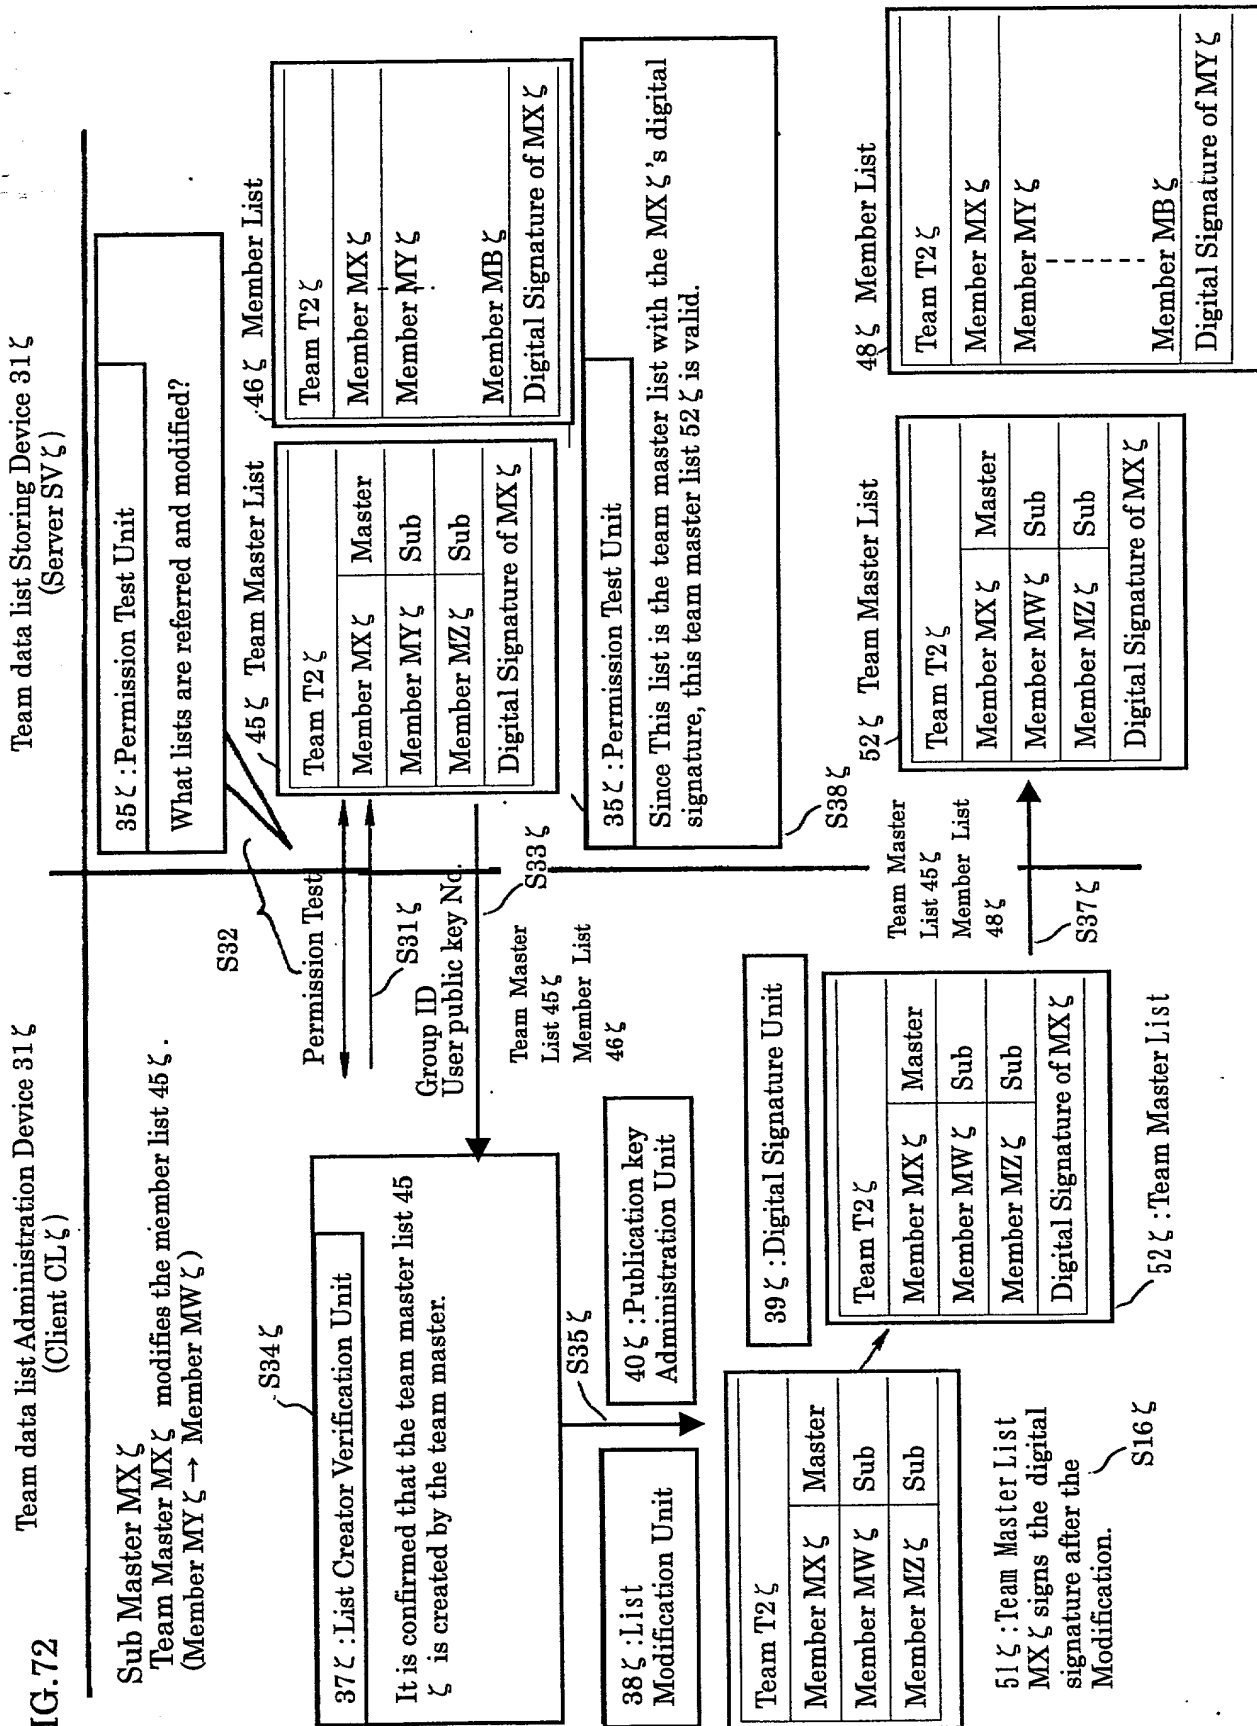 IG.72
Team data list Administration Device 31ζ
(Client CLζ)
Team data list Storing Device 31ζ
(Server SVζ)
Sub Master MXζ
Team Master MXζ modifies the member list 45ζ.
(Member MYζ → Member MWζ)
S32
Permission Test
S31ζ
Group ID
User public key No.
S33ζ
Team Master
List 45ζ
Member List
46ζ
35ζ :Permission Test Unit
What lists are referred and modified?
45ζ Team Master List
Team T2ζ
Member MXζ Master
Member MYζ Sub
Member MZζ Sub
Digital Signature of MXζ
46ζ Member List
Team T2ζ
Member MXζ
Member MYζ
Member MBζ
Digital Signature of MXζ
S34ζ
37ζ :List Creator Verification Unit
It is confirmed that the team master list 45
ζ is created by the team master.
35ζ :Permission Test Unit
Since This list is the team master list with the MXζ's digital
signature, this team master list 52ζ is valid.
S38ζ
S35ζ
38ζ :List
Modification Unit
40ζ :Publication key
Administration Unit
39ζ :Digital Signature Unit
Team T2ζ
Member MXζ Master
Member MWζ Sub
Member MZζ Sub
51ζ :Team Master List
MXζ signs the digital
signature after the
Modification.
S16ζ
Team T2ζ
Member MXζ Master
Member MWζ Sub
Member MZζ Sub
Digital Signature of MXζ
52ζ :Team Master List
Team Master
List 45ζ
Member List
48ζ
S37ζ
52ζ Team Master List
Team T2ζ
Member MXζ Master
Member MWζ Sub
Member MZζ Sub
Digital Signature of MXζ
48ζ Member List
Team T2ζ
Member MXζ
Member MYζ
Member MBζ
Digital Signature of MYζ